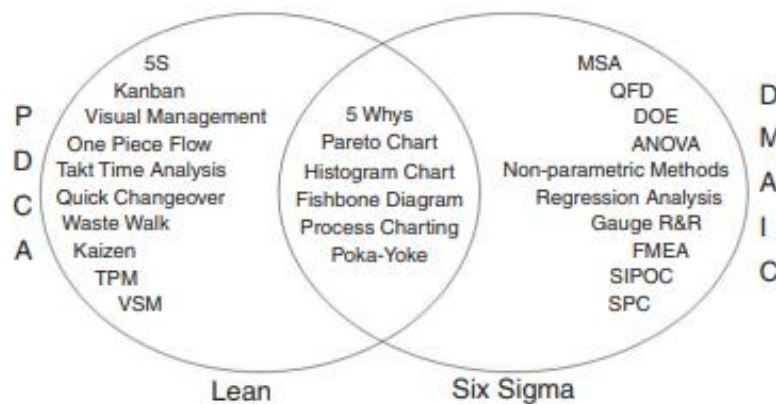 P
D
C
A
5S
Kanban
Visual Management
One Piece Flow
Takt Time Analysis
Quick Changeover
Waste Walk
Kaizen
TPM
VSM
5 Whys
Pareto Chart
Histogram Chart
Fishbone Diagram
Process Charting
Poka-Yoke
MSA
QFD
DOE
ANOVA
Non-parametric Methods
Regression Analysis
Gauge R&R
FMEA
SIPOC
SPC
D
M
A
I
C
Lean
Six Sigma